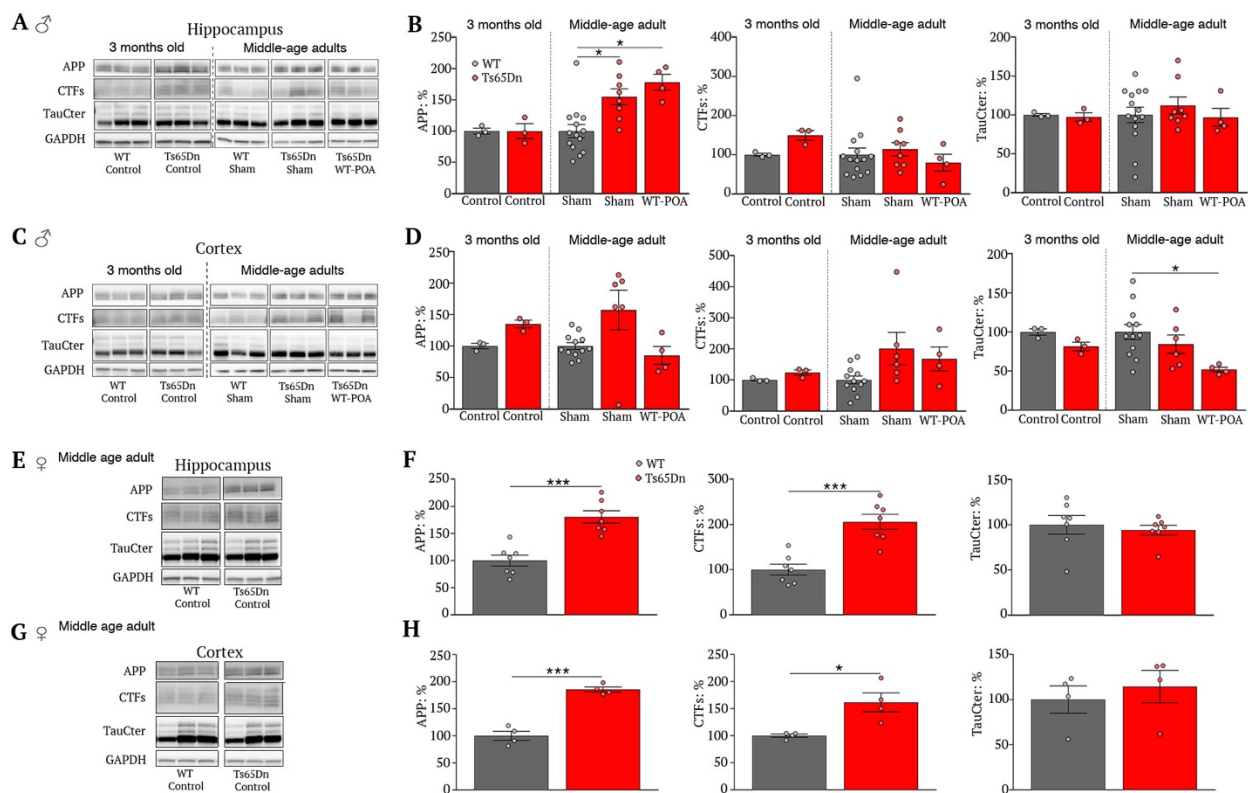 A ♂ Hippocampus
3 months old Middle-age adults
APP
CTFs
TauCter
GAPDH
WT Control Ts65Dn Control WT Sham Ts65Dn Sham Ts65Dn WT-POA
B
3 months old Middle-age adult
APP: %
250
200
150
100
50
0
* *
WT
Ts65Dn
Control Control Sham Sham WT-POA
3 months old Middle-age adult
CTFs: %
400
300
200
100
0
Control Control Sham Sham WT-POA
3 months old Middle-age adult
TauCter: %
200
150
100
50
0
Control Control Sham Sham WT-POA
C ♂ Cortex
3 months old Middle-age adults
APP
CTFs
TauCter
GAPDH
WT Control Ts65Dn Control WT Sham Ts65Dn Sham Ts65Dn WT-POA
D
3 months old Middle-age adult
APP: %
250
200
150
100
50
0
Control Control Sham Sham WT-POA
3 months old Middle-age adult
CTFs: %
500
400
300
200
100
0
Control Control Sham Sham WT-POA
3 months old Middle-age adult
TauCter: %
200
150
100
50
0
*
Control Control Sham Sham WT-POA
E ♀ Middle age adult
Hippocampus
APP
CTFs
TauCter
GAPDH
WT Control Ts65Dn Control
F
WT
Ts65Dn
APP: %
250
200
150
100
50
0
***
CTFs: %
300
200
100
0
***
TauCter: %
200
150
100
50
0
G ♀ Middle age adult
Cortex
APP
CTFs
TauCter
GAPDH
WT Control Ts65Dn Control
H
APP: %
250
200
150
100
50
0
***
CTFs: %
300
200
100
0
*
TauCter: %
150
100
50
0